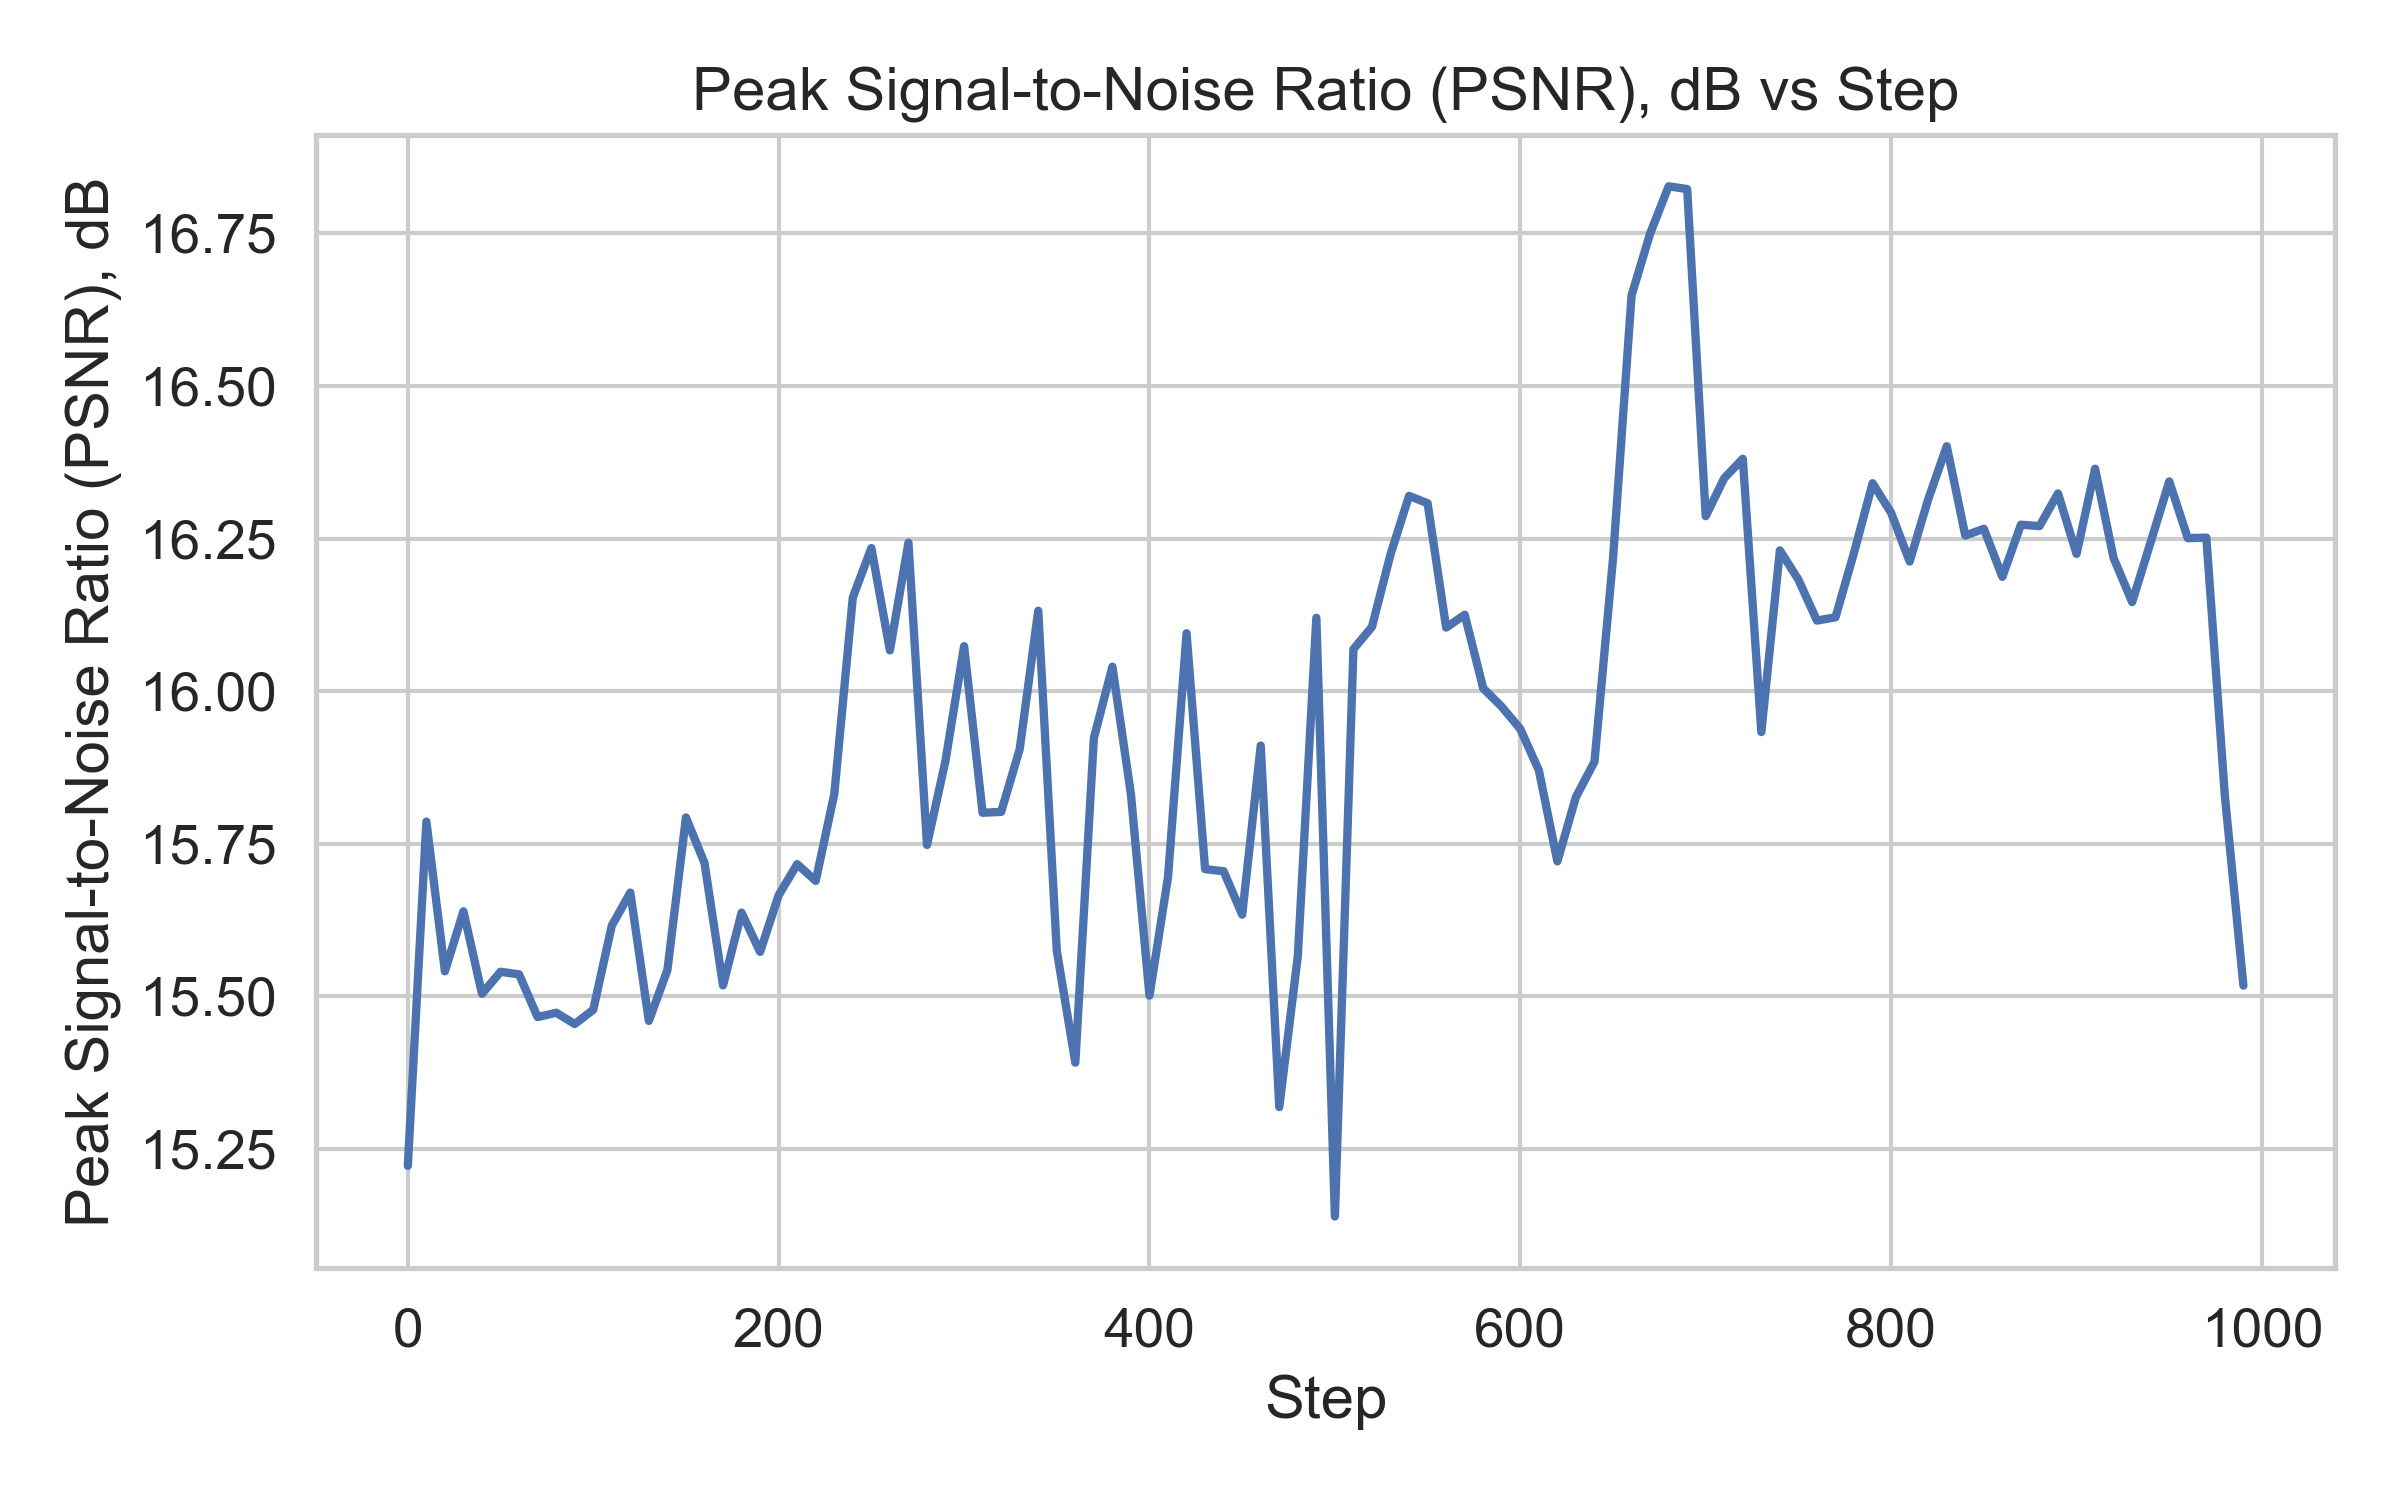 Peak Signal-to-Noise Ratio (PSNR), dB vs Step
Peak Signal-to-Noise Ratio (PSNR), dB
16.75
16.50
16.25
16.00
15.75
15.50
15.25
0 200 400 600 800 1000
Step